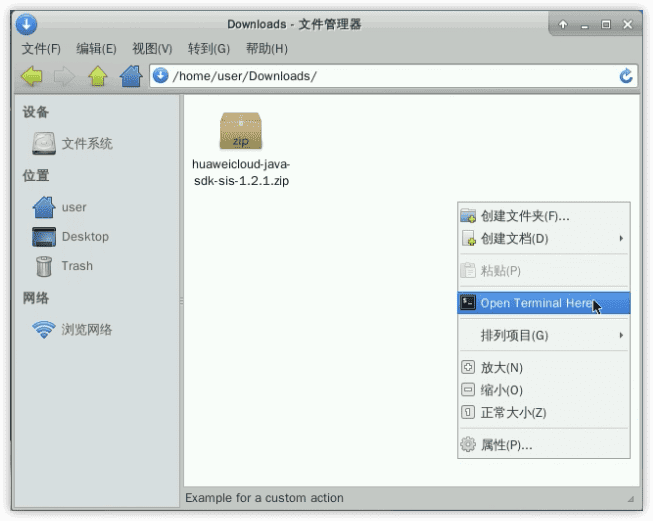 Downloads - 文件管理器
文件(F) 编辑(E) 视图(V) 转到(G) 帮助(H)
/home/user/Downloads/
设备
文件系统
位置
user
Desktop
Trash
网络
浏览网络
zip
huaweicloud-java-
sdk-sis-1.2.1.zip
创建文件夹(F)...
创建文档(D)
粘贴(P)
Open Terminal Here
排列项目(G)
放大(N)
缩小(O)
正常大小(Z)
属性(P)...
Example for a custom action